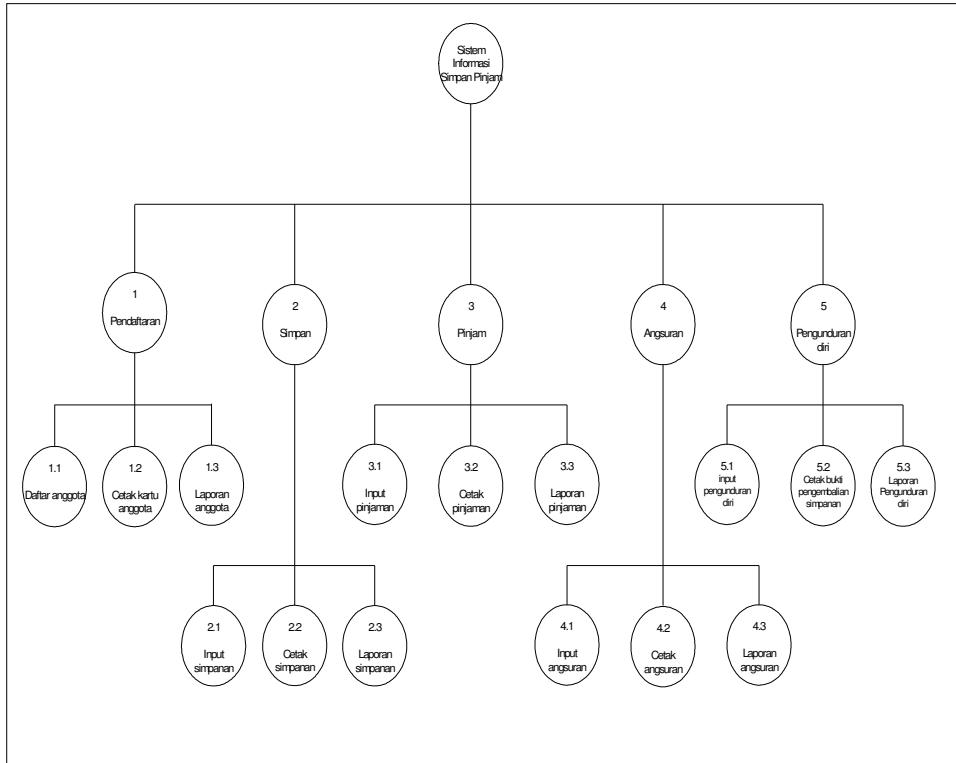 Sistem
Informasi
Simpan Pinjam
1
Pendaftaran
2
Simpan
3
Pinjam
4
Angsuran
5
Pengunduran
diri
1.1
Daftar anggota
1.2
Cetak kartu
anggota
1.3
Laporan
anggota
3.1
Input
pinjaman
3.2
Cetak
pinjaman
3.3
Laporan
pinjaman
5.1
input
pengunduran
diri
5.2
Cetak bukti
pengembalian
simpanan
5.3
Laporan
Pengunduran
diri
2.1
Input
simpanan
2.2
Cetak
simpanan
2.3
Laporan
simpanan
4.1
Input
angsuran
4.2
Cetak
angsuran
4.3
Laporan
angsuran